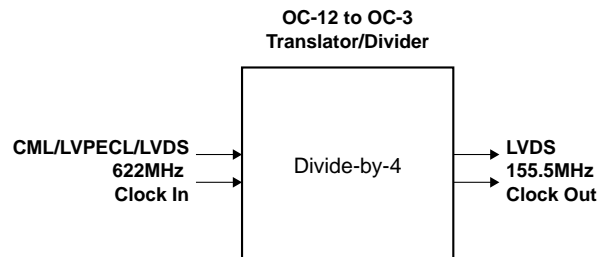 OC-12 to OC-3
Translator/Divider
CML/LVPECL/LVDS
622MHz
Clock In
Divide-by-4
LVDS
155.5MHz
Clock Out